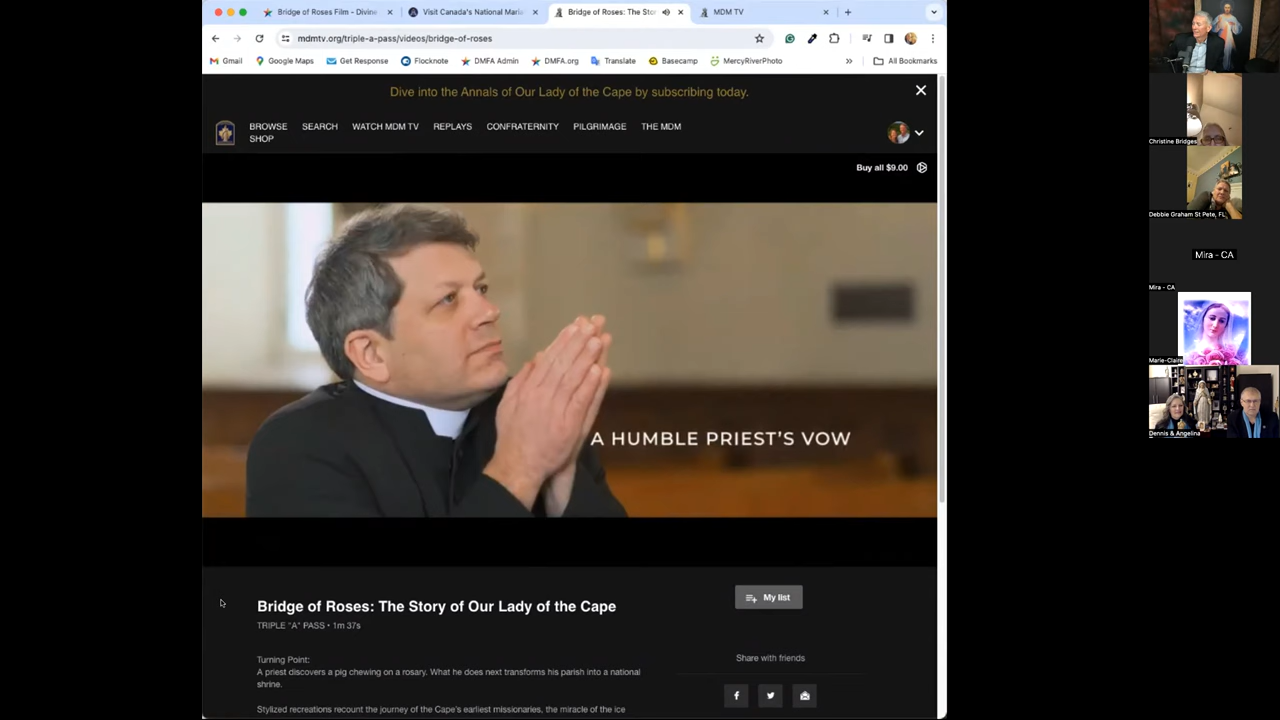 Bridge of Roses Film - Divine
Visit Canada's National Maria
Bridge of Roses: The Stor
MDM TV
mdmtv.org/triple-a-pass/videos/bridge-of-roses
Gmail
Google Maps
Get Response
Flocknote
DMFA Admin
DMFA.org
Translate
Basecamp
MercyRiverPhoto
All Bookmarks
Dive into the Annals of Our Lady of the Cape by subscribing today.
BROWSE SEARCH WATCH MDM TV REPLAYS CONFRATERNITY PILGRIMAGE THE MDM
SHOP
Buy all $9.00
A HUMBLE PRIEST'S VOW
Bridge of Roses: The Story of Our Lady of the Cape
TRIPLE "A" PASS • 1m 37s
My list
Turning Point:
A priest discovers a pig chewing on a rosary. What he does next transforms his parish into a national
shrine.
Stylized recreations recount the journey of the Cape's earliest missionaries, the miracle of the ice
Share with friends
Christine Bridges
Debbie Graham St Pete, FL
Mira - CA
Mira - CA
Marie-Claire
Dennis & Angelina